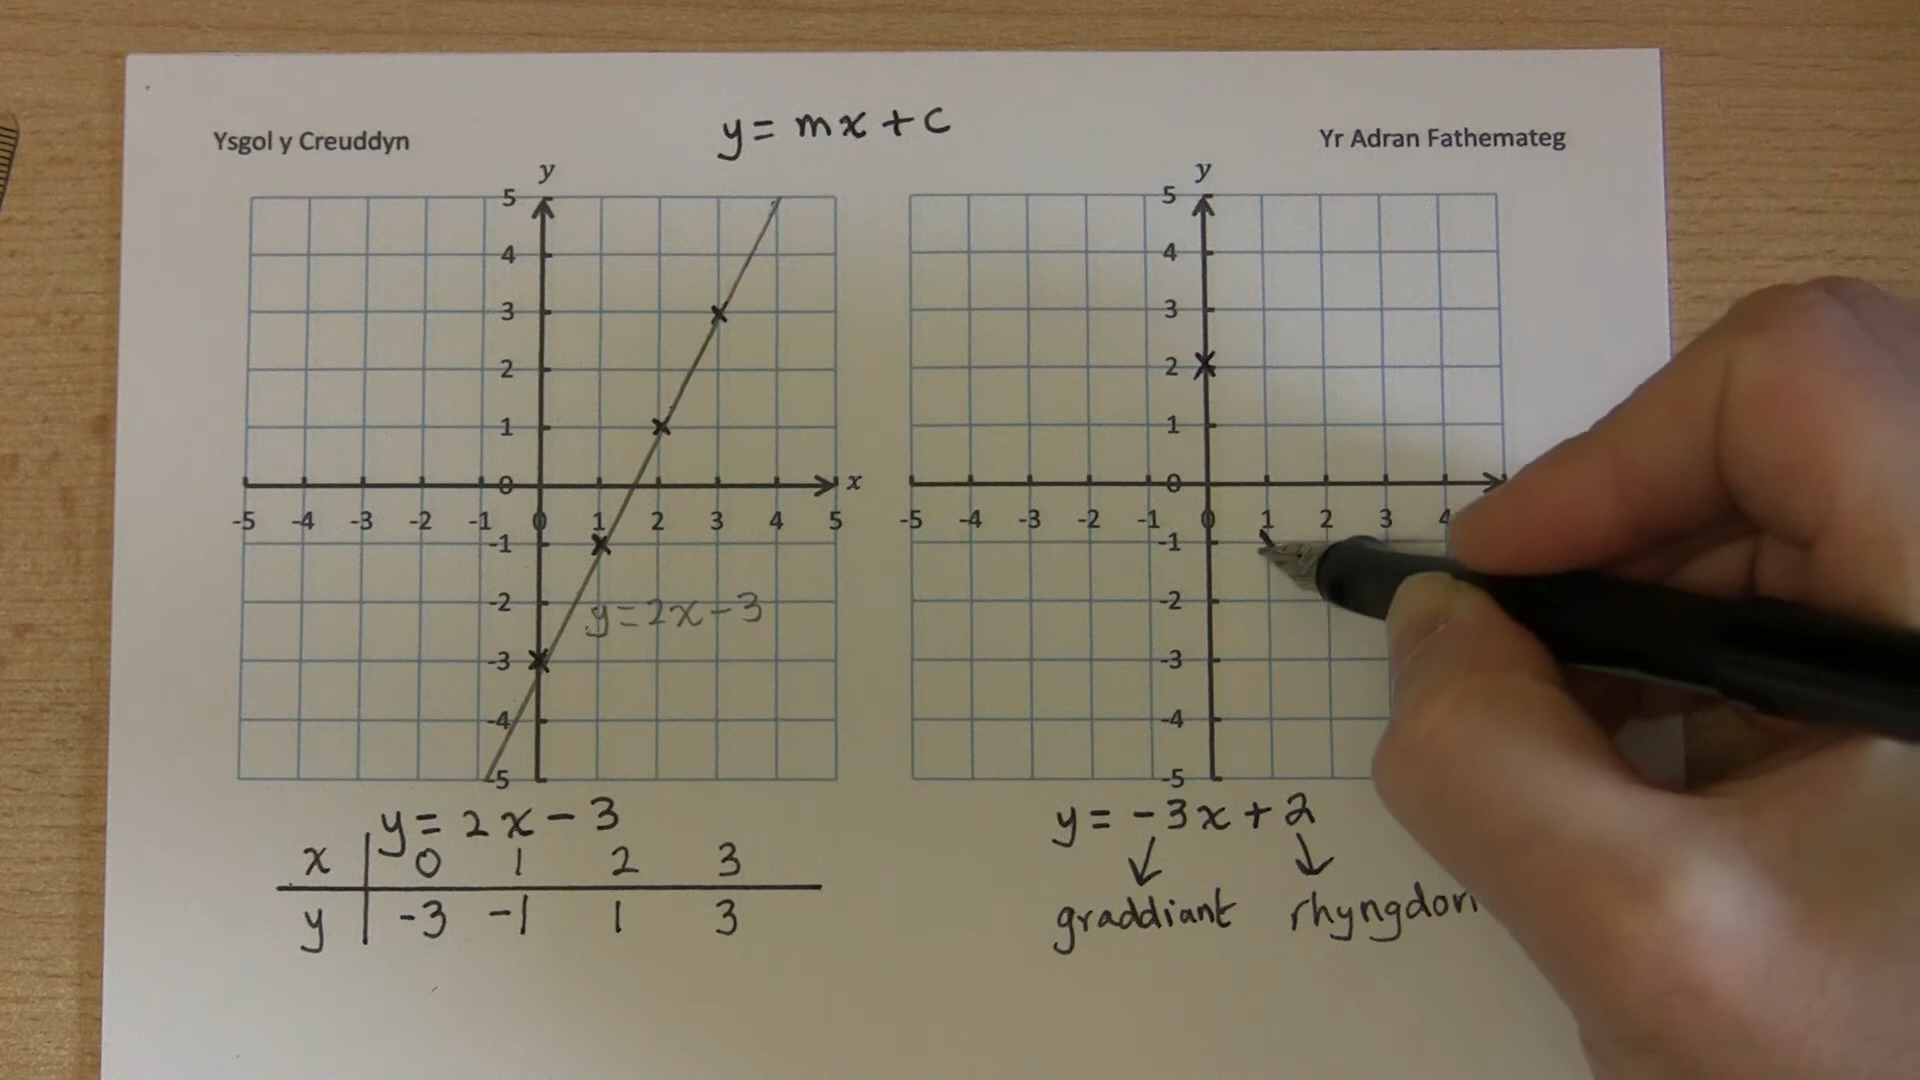 Ysgol y Creuddyn
y = mx + c
Yr Adran Fathemateg
y
5
4
3
2
1
0
-5 -4 -3 -2 -1 0 1 2 3 4 5
x
-1
-2
-3
-4
-5
y = 2x - 3
y = 2x - 3
x 0 1 2 3
y -3 -1 1 3
y
5
4
3
2
1
0
-5 -4 -3 -2 -1 0 1 2 3 4
-1
-2
-3
-4
-5
y = -3x + 2
graddiant